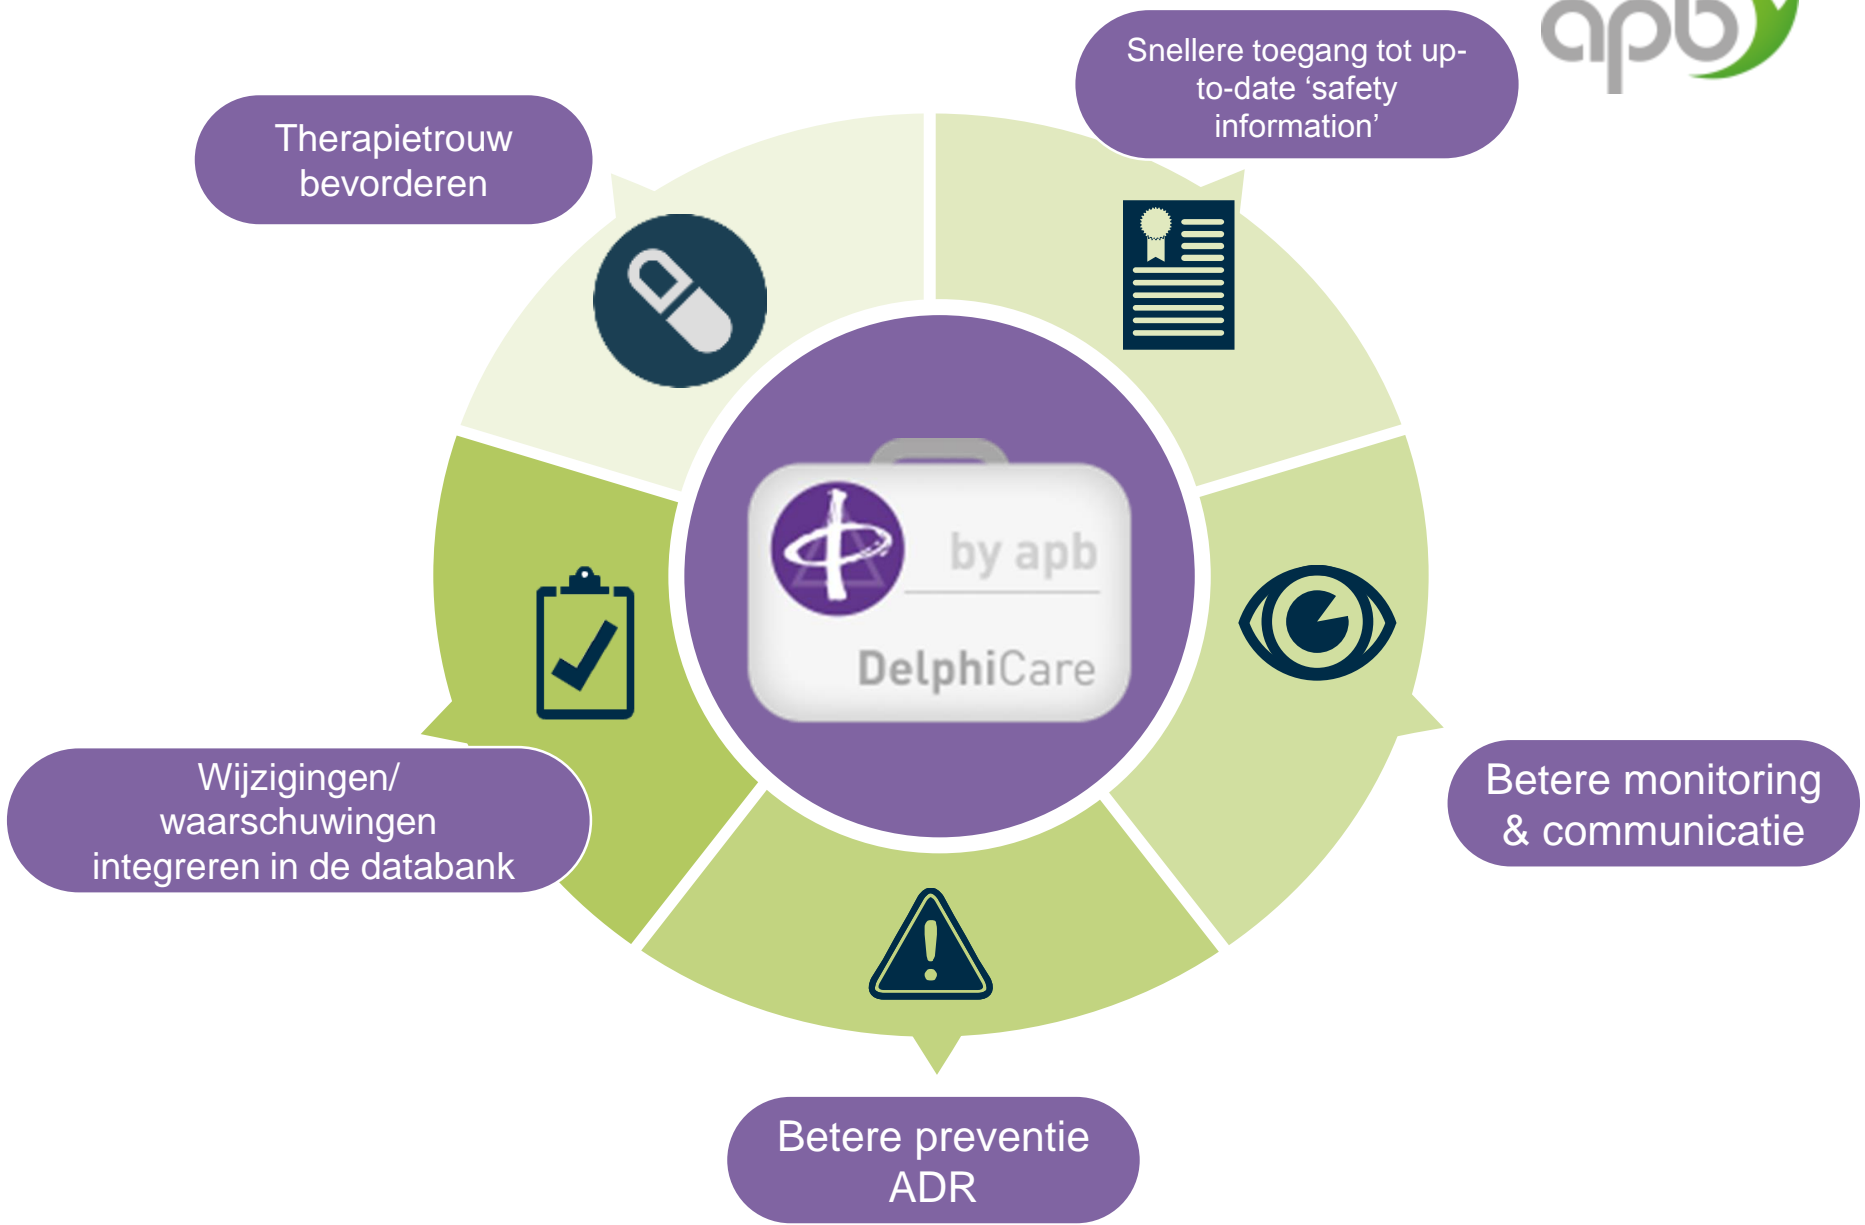 apb
Snellere toegang tot up-
to-date ‘safety
information’
Therapietrouw
bevorderen
by apb
DelphiCare
Wijzigingen/
waarschuwingen
integreren in de databank
Betere monitoring
& communicatie
Betere preventie
ADR